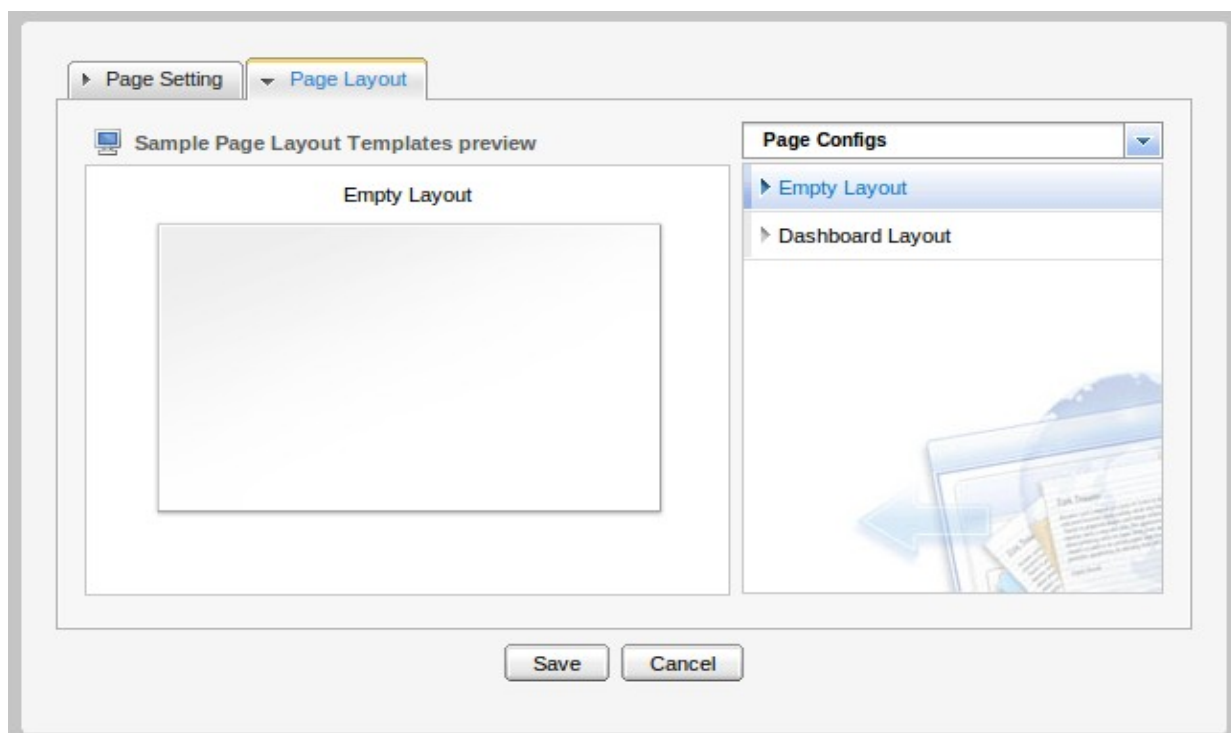 Page Setting
Page Layout
Sample Page Layout Templates preview
Page Configs
Empty Layout
Empty Layout
Dashboard Layout
Save
Cancel